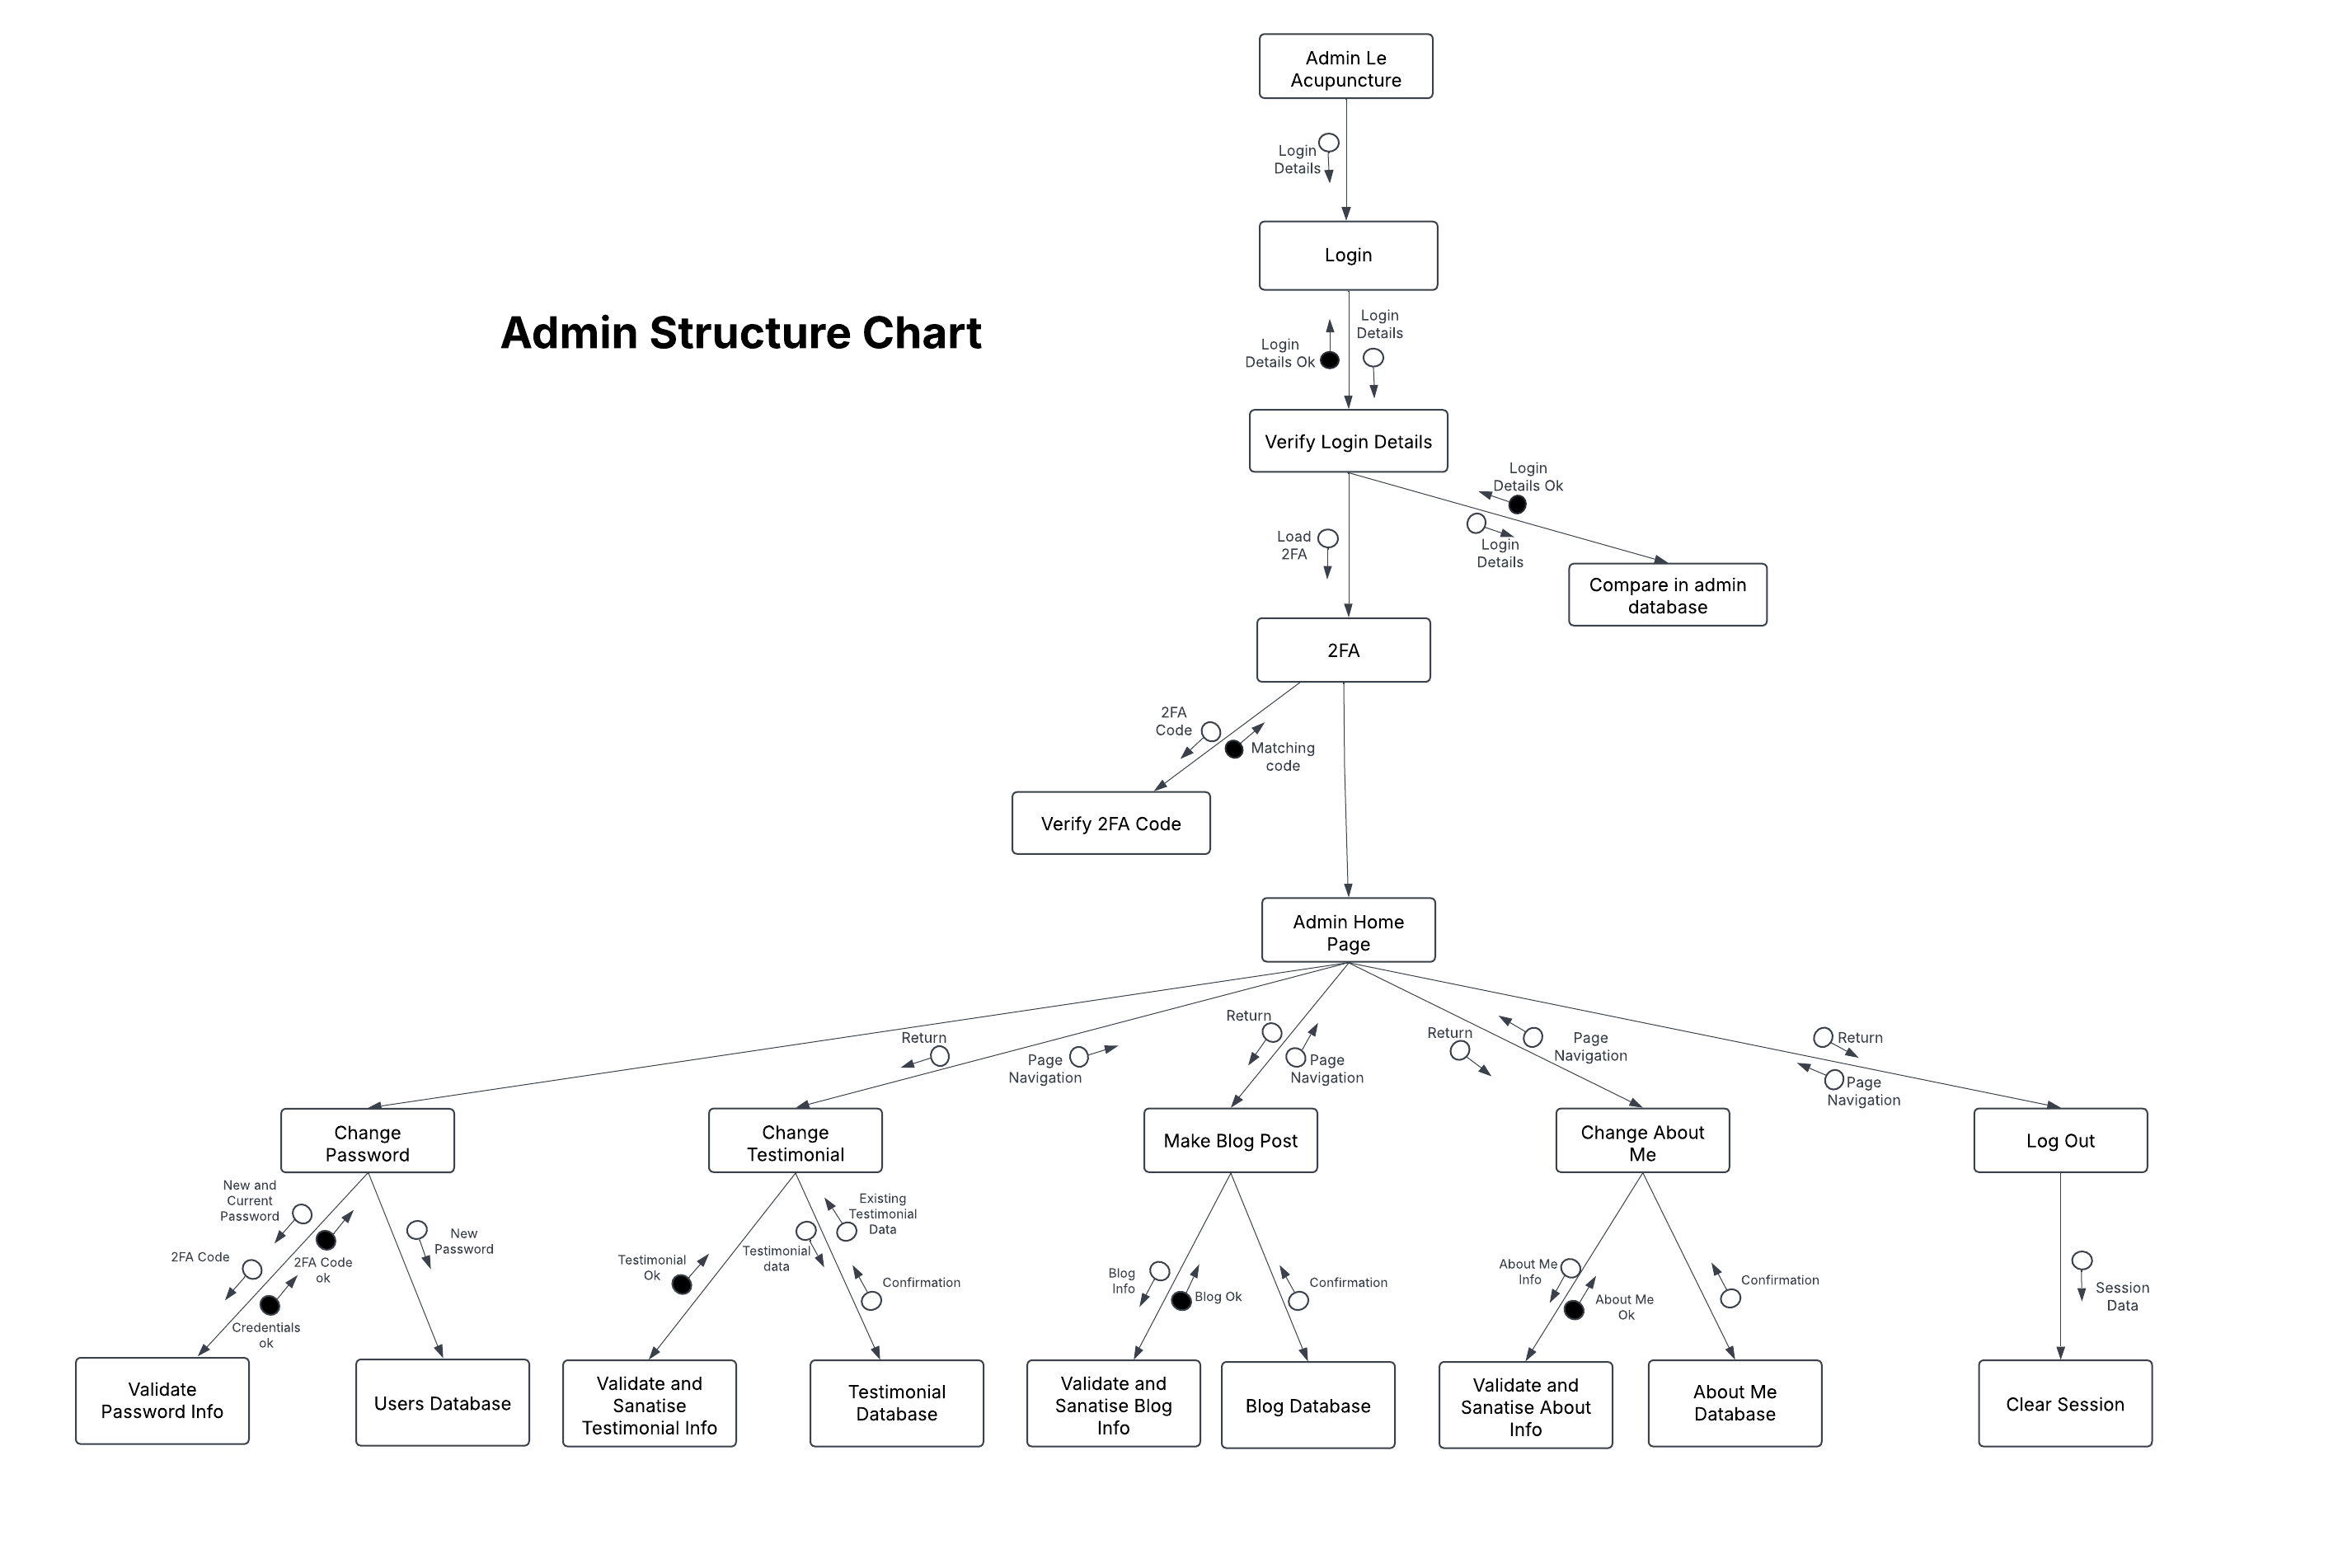 Admin Le
Acupuncture
Login
Details
Login
Admin Structure Chart
Login
Details
Login
Details Ok
Verify Login Details
Login
Details Ok
Login
Details
Load
2FA
Compare in admin
database
2FA
2FA
Code
Matching
code
Verify 2FA Code
Admin Home
Page
Return
Page
Navigation
Return
Page
Navigation
Return
Page
Navigation
Return
Page
Navigation
Change
Password
Change
Testimonial
Make Blog Post
Change About
Me
Log Out
New and
Current
Password
2FA Code
2FA Code
ok
Credentials
ok
New
Password
Testimonial
Ok
Testimonial
data
Existing
Testimonial
Data
Confirmation
Blog
Info
Blog Ok
Confirmation
About Me
Info
About Me
Ok
Confirmation
Session
Data
Validate
Password Info
Users Database
Validate and
Sanatise
Testimonial Info
Testimonial
Database
Validate and
Sanatise Blog
Info
Blog Database
Validate and
Sanatise About
Info
About Me
Database
Clear Session